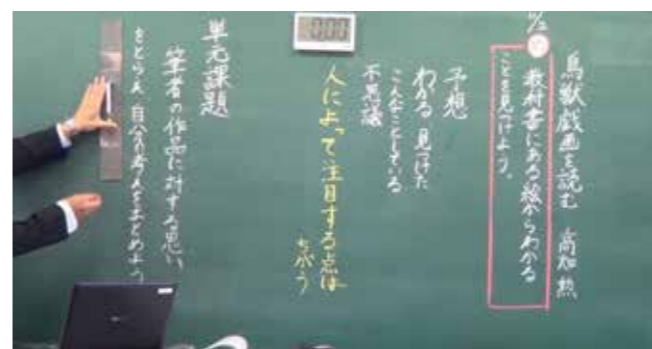 鳥獣戯画を読む 高畑勲
め
教材書にある絵からわかる
ことを見つけよう。
予想
わかる 見つけた
こんなことしている
不思議
人によって注目する点は
ちがう
0:00
単元課題
筆者の作品に対する思い
をとらえ、自分の考えをまとめよう